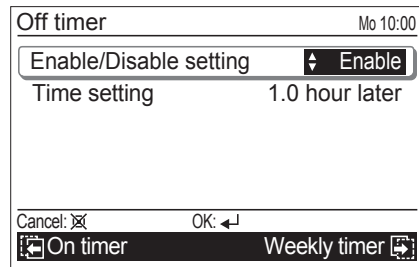 Off timer Mo 10:00
Enable/Disable setting Enable
Time setting 1.0 hour later
Cancel: OK:
On timer Weekly timer